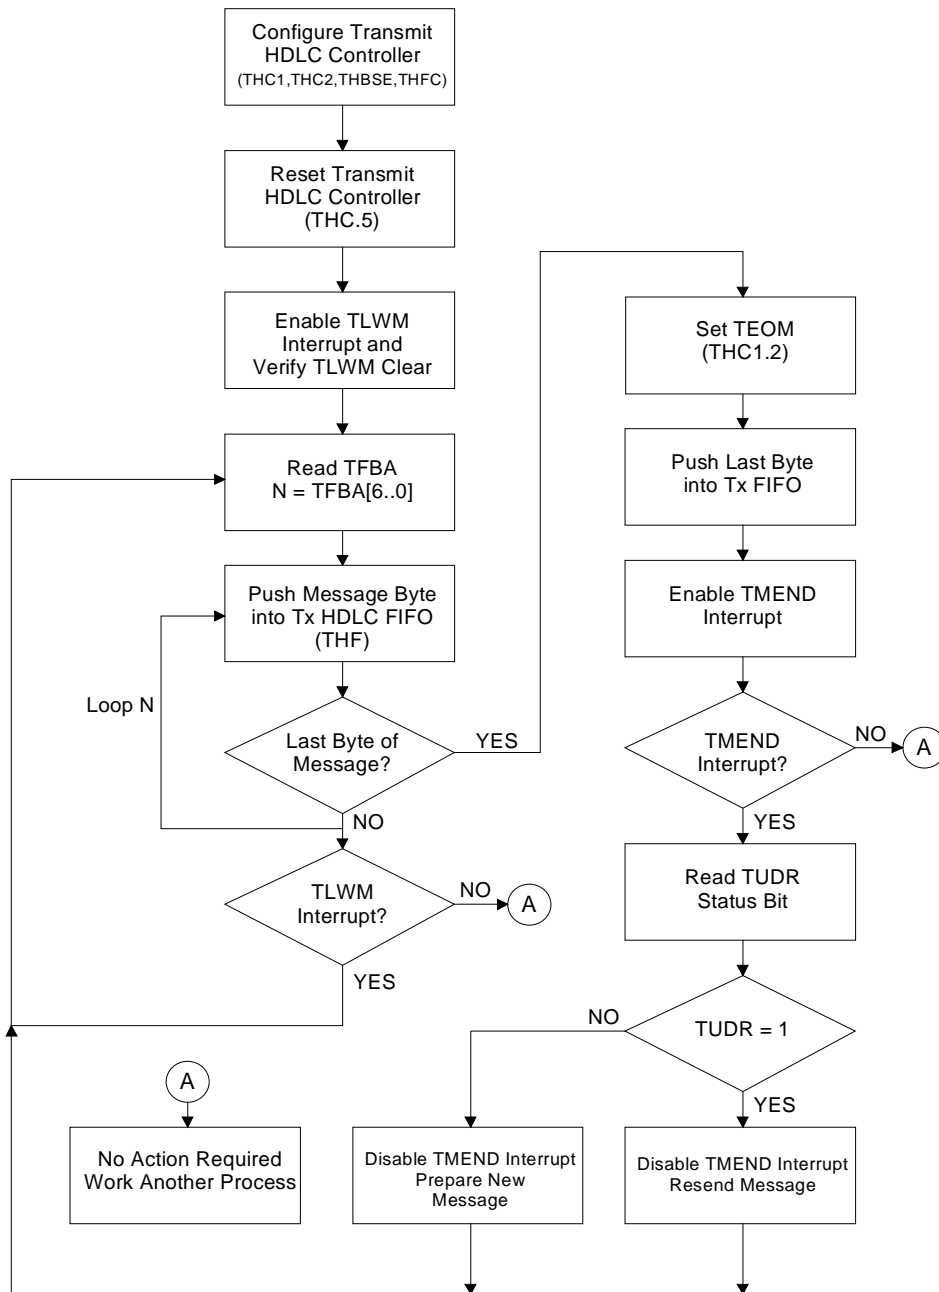 Configure Transmit
HDLC Controller
(THC1,THC2,THBSE,THFC)
Reset Transmit
HDLC Controller
(THC.5)
Enable TLWM
Interrupt and
Verify TLWM Clear
Read TFBA
N = TFBA[6..0]
Push Message Byte
into Tx HDLC FIFO
(THF)
Loop N
Last Byte of
Message?
YES
NO
TLWM
Interrupt?
NO
A
YES
A
No Action Required
Work Another Process
Set TEOM
(THC1.2)
Push Last Byte
into Tx FIFO
Enable TMEND
Interrupt
TMEND
Interrupt?
NO
A
YES
Read TUDR
Status Bit
TUDR = 1
NO
YES
Disable TMEND Interrupt
Prepare New
Message
Disable TMEND Interrupt
Resend Message